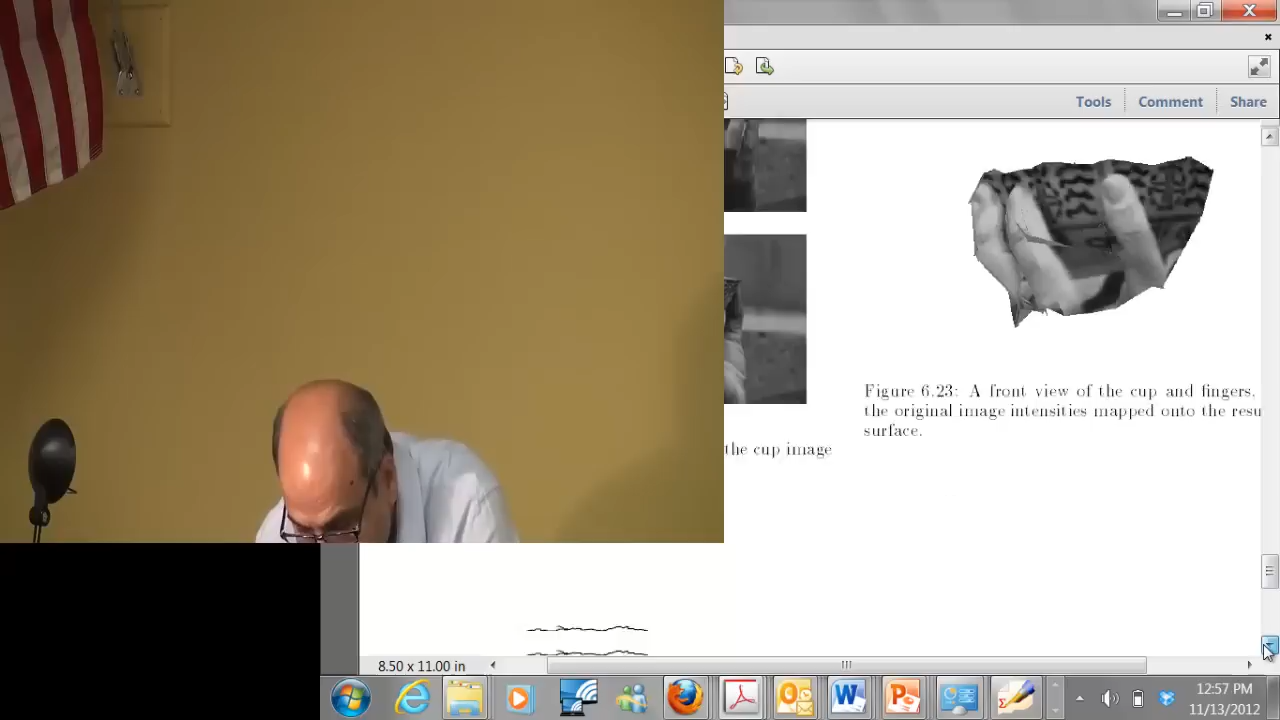 Tools
Comment
Share
Figure 6.23: A front view of the cup and fingers,
the original image intensities mapped onto the resu
surface.
the cup image
8.50 x 11.00 in
12:57 PM
11/13/2012